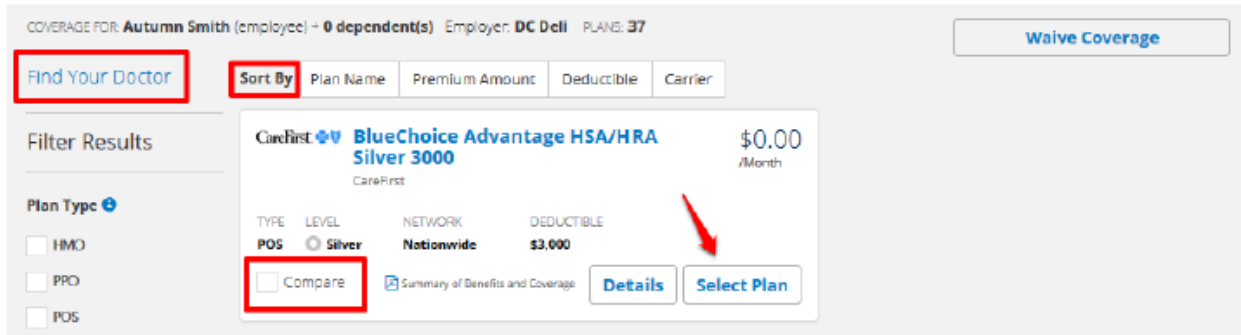 COVERAGE FOR: Autumn Smith (employee) + 0 dependent(s) Employer: DC Deli PLANS: 37
Waive Coverage
Find Your Doctor
Sort By Plan Name Premium Amount Deductible Carrier
Filter Results
CareFirst BlueChoice Advantage HSA/HRA
Silver 3000
$0.00
/Month
CareFirst
Plan Type
TYPE LEVEL NETWORK DEDUCTIBLE
POS Silver Nationwide $3,000
HMO
PPO
POS
Compare Summary of Benefits and Coverage Details Select Plan